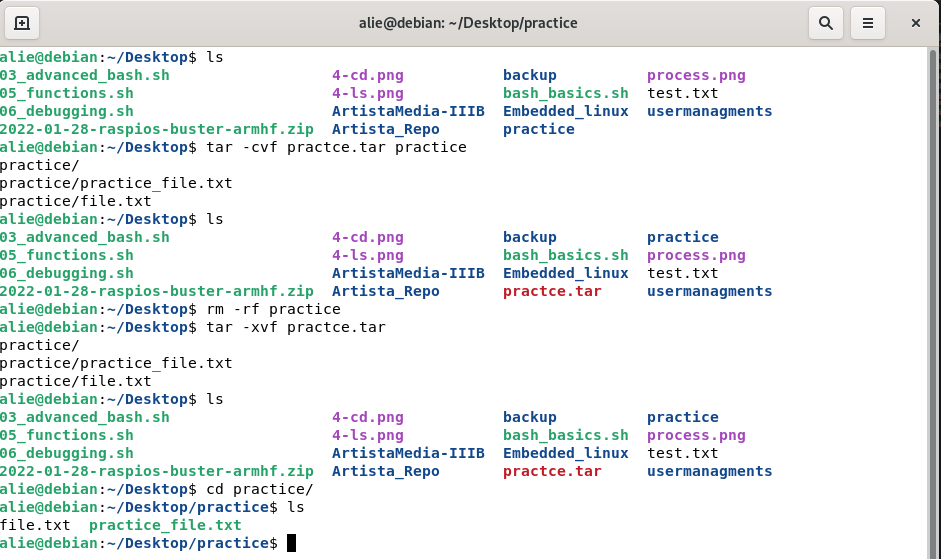 alie@debian: ~/Desktop/practice
alie@debian:~/Desktop$ ls
03_advanced_bash.sh 4-cd.png backup process.png
05_functions.sh 4-ls.png bash_basics.sh test.txt
06_debugging.sh ArtistaMedia-IIIB Embedded_linux usermanagments
2022-01-28-raspios-buster-armhf.zip Artista_Repo practice
alie@debian:~/Desktop$ tar -cvf practce.tar practice
practice/
practice/practice_file.txt
practice/file.txt
alie@debian:~/Desktop$ ls
03_advanced_bash.sh 4-cd.png backup practice
05_functions.sh 4-ls.png bash_basics.sh process.png
06_debugging.sh ArtistaMedia-IIIB Embedded_linux test.txt
2022-01-28-raspios-buster-armhf.zip Artista_Repo practce.tar usermanagments
alie@debian:~/Desktop$ rm -rf practice
alie@debian:~/Desktop$ tar -xvf practce.tar
practice/
practice/practice_file.txt
practice/file.txt
alie@debian:~/Desktop$ ls
03_advanced_bash.sh 4-cd.png backup practice
05_functions.sh 4-ls.png bash_basics.sh process.png
06_debugging.sh ArtistaMedia-IIIB Embedded_linux test.txt
2022-01-28-raspios-buster-armhf.zip Artista_Repo practce.tar usermanagments
alie@debian:~/Desktop$ cd practice/
alie@debian:~/Desktop/practice$ ls
file.txt practice_file.txt
alie@debian:~/Desktop/practice$